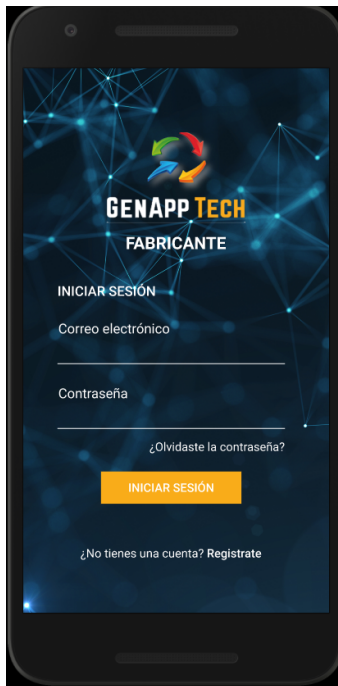 GENAPP TECH
FABRICANTE
INICIAR SESIÓN
Correo electrónico
Contraseña
¿Olvidaste la contraseña?
INICIAR SESIÓN
¿No tienes una cuenta? Registrate